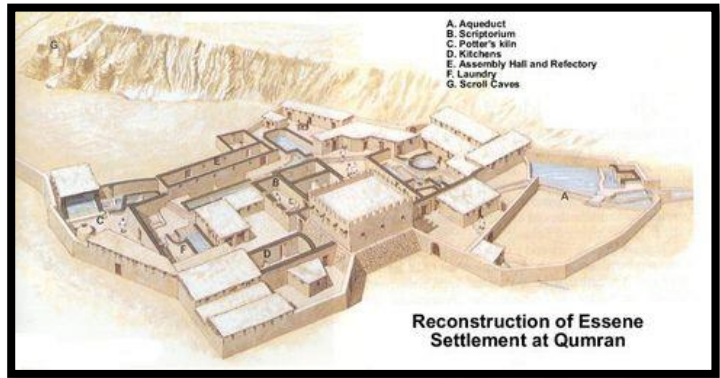 A. Aqueduct
B. Scriptorium
C. Potter's kiln
D. Kitchens
E. Assembly Hall and Refectory
F. Laundry
G. Scroll Caves
G
E
B
C
F
D
A
Reconstruction of Essene
Settlement at Qumran